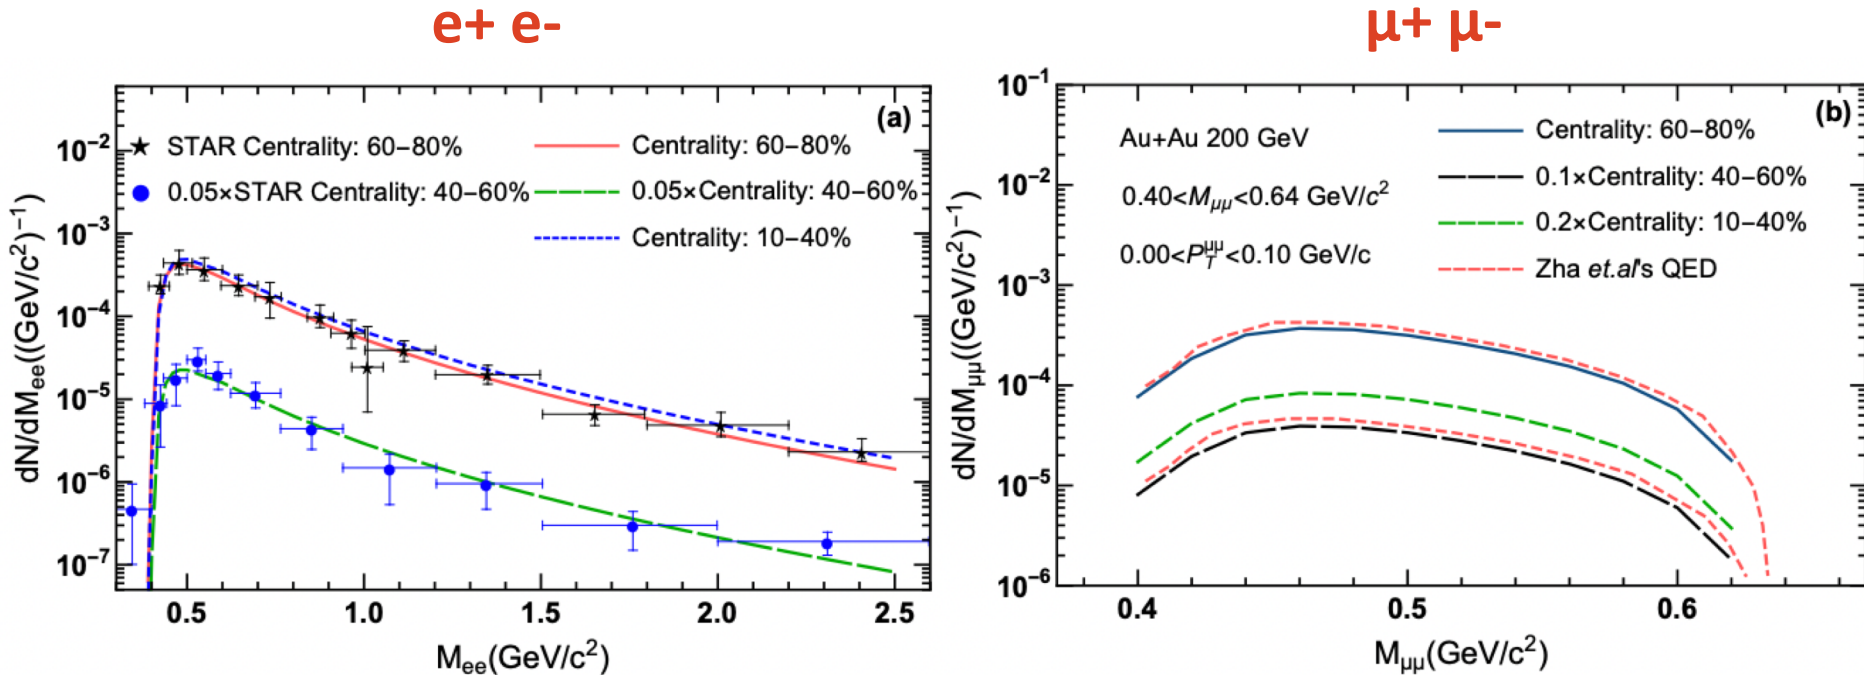 e+ e-
μ+ μ-
(a)
STAR Centrality: 60−80%
0.05×STAR Centrality: 40−60%
Centrality: 60−80%
0.05×Centrality: 40−60%
Centrality: 10−40%
dN/dM_ee((GeV/c²)⁻¹)
10⁻²
10⁻³
10⁻⁴
10⁻⁵
10⁻⁶
10⁻⁷
0.5 1.0 1.5 2.0 2.5
M_ee(GeV/c²)
(b)
Au+Au 200 GeV
0.40<M_μμ<0.64 GeV/c²
0.00<P_T^μμ<0.10 GeV/c
Centrality: 60−80%
0.1×Centrality: 40−60%
0.2×Centrality: 10−40%
Zha et.al's QED
dN/dM_μμ((GeV/c²)⁻¹)
10⁻¹
10⁻²
10⁻³
10⁻⁴
10⁻⁵
10⁻⁶
0.4 0.5 0.6
M_μμ(GeV/c²)